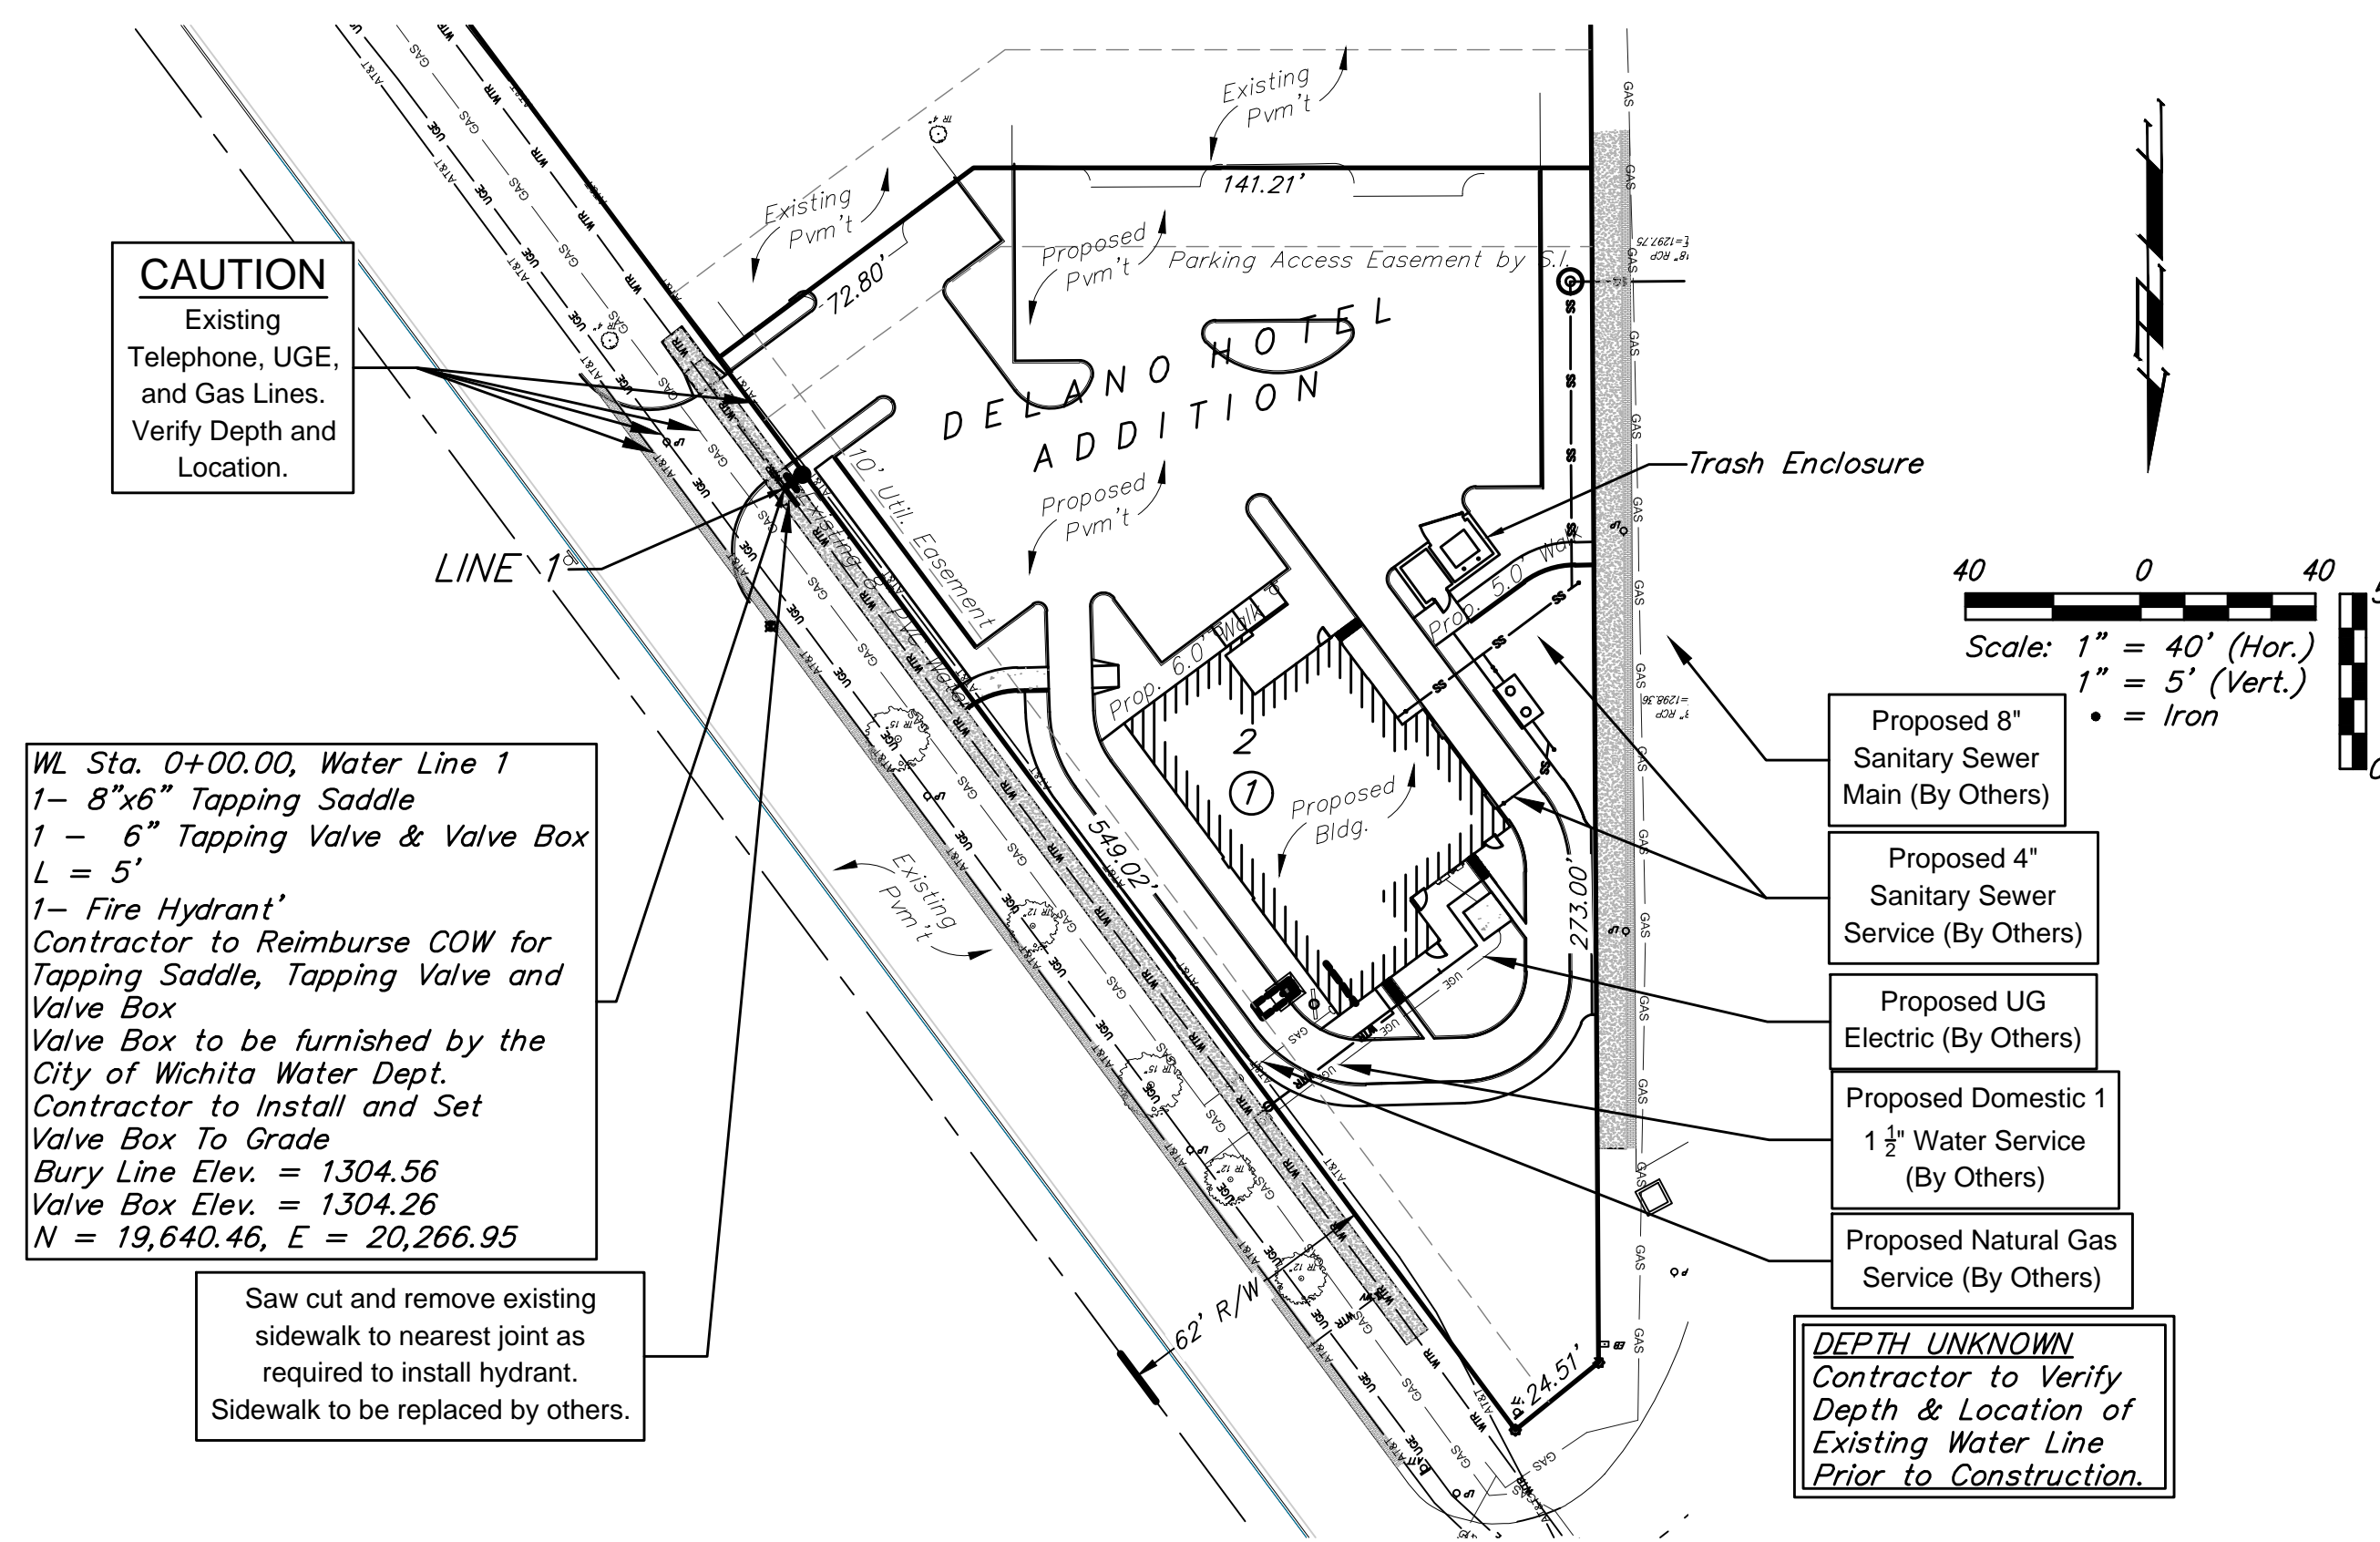 Existing
Pvm't
141.21'
Existing
Pvm't
Proposed
Pvm't
Parking Access Easement by S.I.
72.80'
CAUTION
Existing
Telephone, UGE,
and Gas Lines.
Verify Depth and
Location.
DELANO HOTEL
ADDITION
Proposed
Pvm't
10' Util. Easement
Existing 8" PVC Water
LINE 1
Trash Enclosure
Prop. 5.0' Walk
Prop. 6.0' Walk
40 0 40
Scale: 1" = 40' (Hor.)
1" = 5' (Vert.)
• = Iron
2
1
Proposed
Bldg.
549.02'
273.00'
Existing
Pvm't
62' R/W
24.51'
WL Sta. 0+00.00, Water Line 1
1- 8"x6" Tapping Saddle
1 - 6" Tapping Valve & Valve Box
L = 5'
1- Fire Hydrant'
Contractor to Reimburse COW for
Tapping Saddle, Tapping Valve and
Valve Box
Valve Box to be furnished by the
City of Wichita Water Dept.
Contractor to Install and Set
Valve Box To Grade
Bury Line Elev. = 1304.56
Valve Box Elev. = 1304.26
N = 19,640.46, E = 20,266.95
Saw cut and remove existing
sidewalk to nearest joint as
required to install hydrant.
Sidewalk to be replaced by others.
Proposed 8"
Sanitary Sewer
Main (By Others)
Proposed 4"
Sanitary Sewer
Service (By Others)
Proposed UG
Electric (By Others)
Proposed Domestic 1
1 1/2" Water Service
(By Others)
Proposed Natural Gas
Service (By Others)
DEPTH UNKNOWN
Contractor to Verify
Depth & Location of
Existing Water Line
Prior to Construction.
AT&T
UGE
GAS
WTR
SS